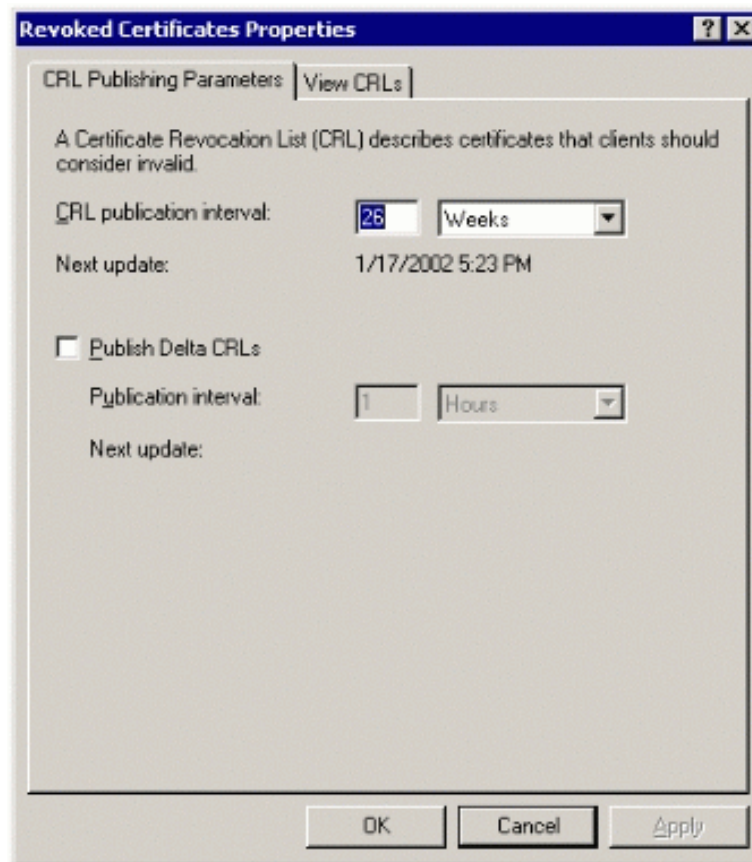 Revoked Certificates Properties
CRL Publishing Parameters View CRLs
A Certificate Revocation List (CRL) describes certificates that clients should
consider invalid.
CRL publication interval: 26 Weeks
Next update: 1/17/2002 5:23 PM
Publish Delta CRLs
Publication interval: 1 Hours
Next update:
OK Cancel Apply